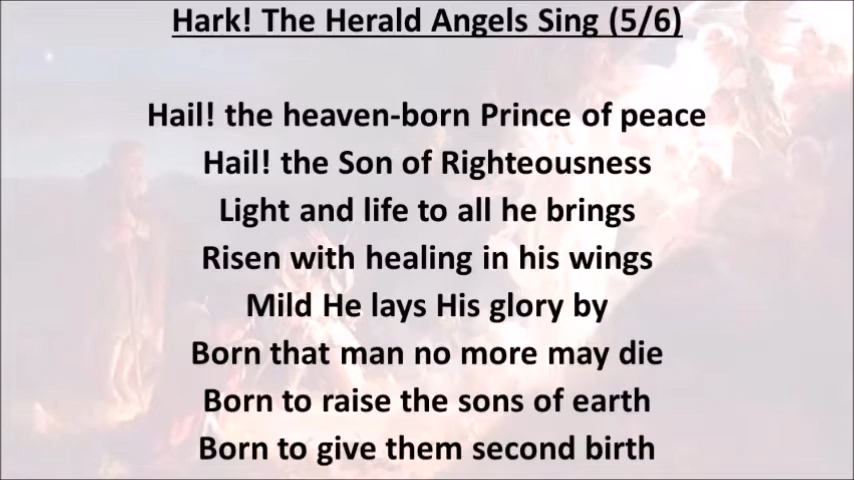 Hark! The Herald Angels Sing (5/6)
Hail! the heaven-born Prince of peace
Hail! the Son of Righteousness
Light and life to all he brings
Risen with healing in his wings
Mild He lays His glory by
Born that man no more may die
Born to raise the sons of earth
Born to give them second birth